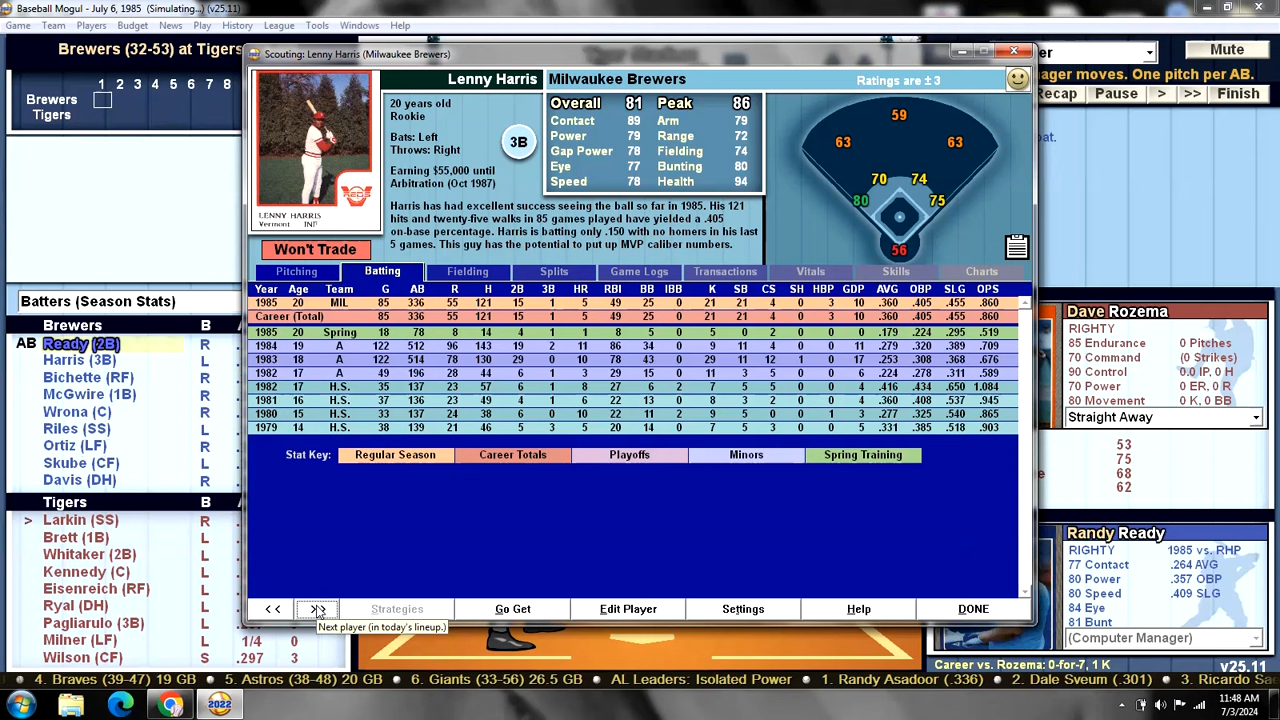 Baseball Mogul - July 6, 1985 (Simulating...) (v25.11)
Game Team Players Budget News Play History League Tools Windows Help
Brewers (32-53) at Tigers
1 2 3 4 5 6 7 8
Brewers
Tigers
Mute
nager moves. One pitch per AB.
Recap Pause > >> Finish
Scouting: Lenny Harris (Milwaukee Brewers)
Lenny Harris
Milwaukee Brewers
Ratings are ± 3
20 years old
Rookie
Bats: Left
Throws: Right
Earning $55,000 until
Arbitration (Oct 1987)
3B
Overall 81 Peak 86
Contact 89 Arm 79
Power 79 Range 72
Gap Power 78 Fielding 74
Eye 77 Bunting 80
Speed 78 Health 94
59
63 63
70 74
80 75
56
REDS
LENNY HARRIS
Vermont INF
Harris has had excellent success seeing the ball so far in 1985. His 121
hits and twenty-five walks in 85 games played have yielded a .405
on-base percentage. Harris is batting only .150 with no homers in his last
5 games. This guy has the potential to put up MVP caliber numbers.
Won't Trade
Pitching Batting Fielding Splits Game Logs Transactions Vitals Skills Charts
Year Age Team G AB R H 2B 3B HR RBI BB IBB K SB CS SH HBP GDP AVG OBP SLG OPS
1985 20 MIL 85 336 55 121 15 1 5 49 25 0 21 21 4 0 3 10 .360 .405 .455 .860
Career (Total) 85 336 55 121 15 1 5 49 25 0 21 21 4 0 3 10 .360 .405 .455 .860
1985 20 Spring 18 78 8 14 4 1 1 8 5 0 5 0 2 0 0 0 .179 .224 .295 .519
1984 19 A 122 512 96 143 19 2 11 86 34 0 9 11 4 0 0 11 .279 .320 .389 .709
1983 18 A 122 514 78 130 29 0 10 78 43 0 29 11 12 1 0 17 .253 .308 .368 .676
1982 17 A 49 196 28 44 6 1 3 29 15 0 11 3 5 0 0 6 .224 .278 .311 .589
1982 17 H.S. 35 137 23 57 6 1 8 27 6 2 7 5 5 0 0 4 .416 .434 .650 1.084
1981 16 H.S. 37 136 23 49 4 1 6 22 11 0 8 3 2 0 0 4 .360 .408 .537 .945
1980 15 H.S. 33 137 24 38 6 0 10 22 11 2 9 5 0 0 1 3 .277 .325 .540 .865
1979 14 H.S. 38 139 21 46 5 3 5 20 14 0 7 5 3 0 0 5 .331 .385 .518 .903
Stat Key: Regular Season Career Totals Playoffs Minors Spring Training
<< >> Strategies Go Get Edit Player Settings Help DONE
Next player (in today's lineup.)
Batters (Season Stats)
Brewers B
AB Ready (2B) R
Harris (3B) L
Bichette (RF) R
McGwire (1B) R
Wrona (C) R
Riles (SS) L
Ortiz (LF) R
Skube (CF) L
Davis (DH) R
Tigers B
> Larkin (SS) R
Brett (1B) L
Whitaker (2B) L
Kennedy (C) L
Eisenreich (RF) L
Ryal (DH) L
Pagliarulo (3B) L
Milner (LF) L 1/4 0
Wilson (CF) S .297 3
Dave Rozema
RIGHTY
85 Endurance 0 Pitches
70 Command (0 Strikes)
90 Control 0.0 IP, 0 H
70 Power 0 ER, 0 R
80 Movement 0 K, 0 BB
Straight Away
53
75
68
62
Randy Ready
RIGHTY 1985 vs. RHP
77 Contact .264 AVG
80 Power .357 OBP
80 Speed .409 SLG
84 Eye
81 Bunt
(Computer Manager)
Career vs. Rozema: 0-for-7, 1 K v25.11
4. Braves (39-47) 19 GB 5. Astros (38-48) 20 GB 6. Giants (33-56) 26.5 GB AL Leaders: Isolated Power 1. Randy Asadoor (.336) 2. Dale Sveum (.301) 3. Ricardo Sa
2022
11:48 AM
7/3/2024